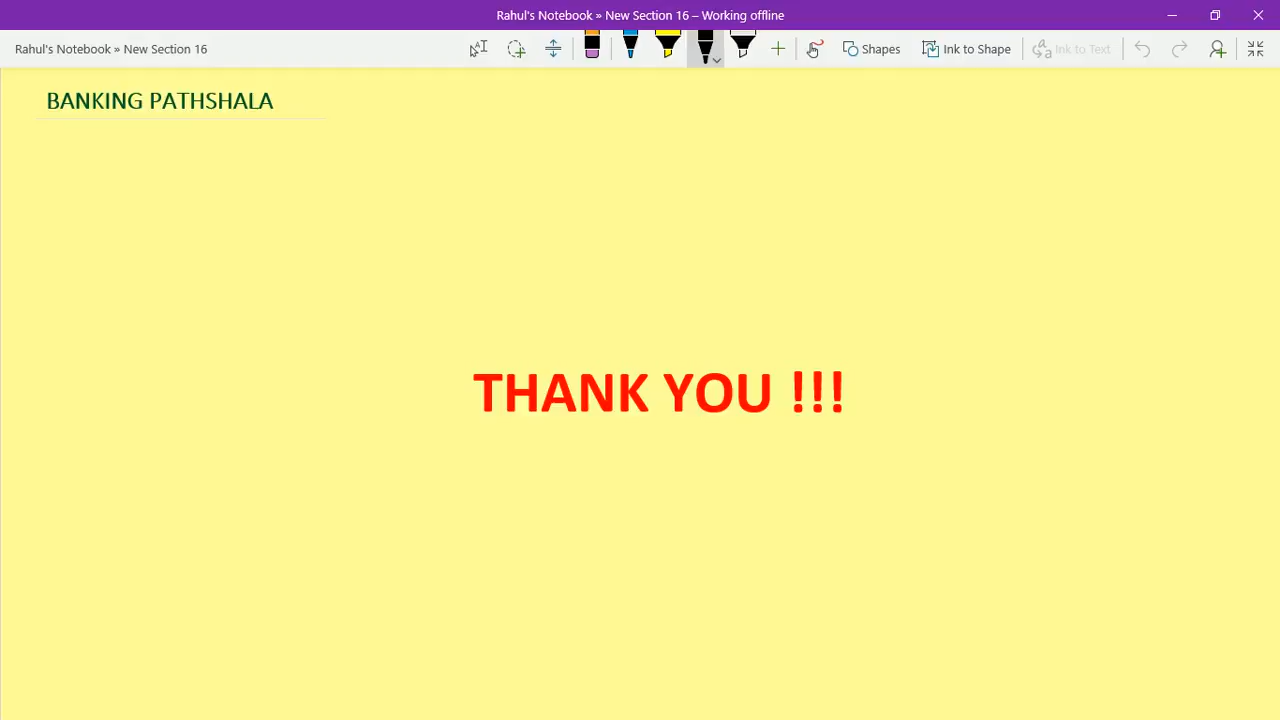 Rahul's Notebook » New Section 16 – Working offline
Rahul's Notebook » New Section 16
Shapes
Ink to Shape
Ink to Text
BANKING PATHSHALA
THANK YOU !!!